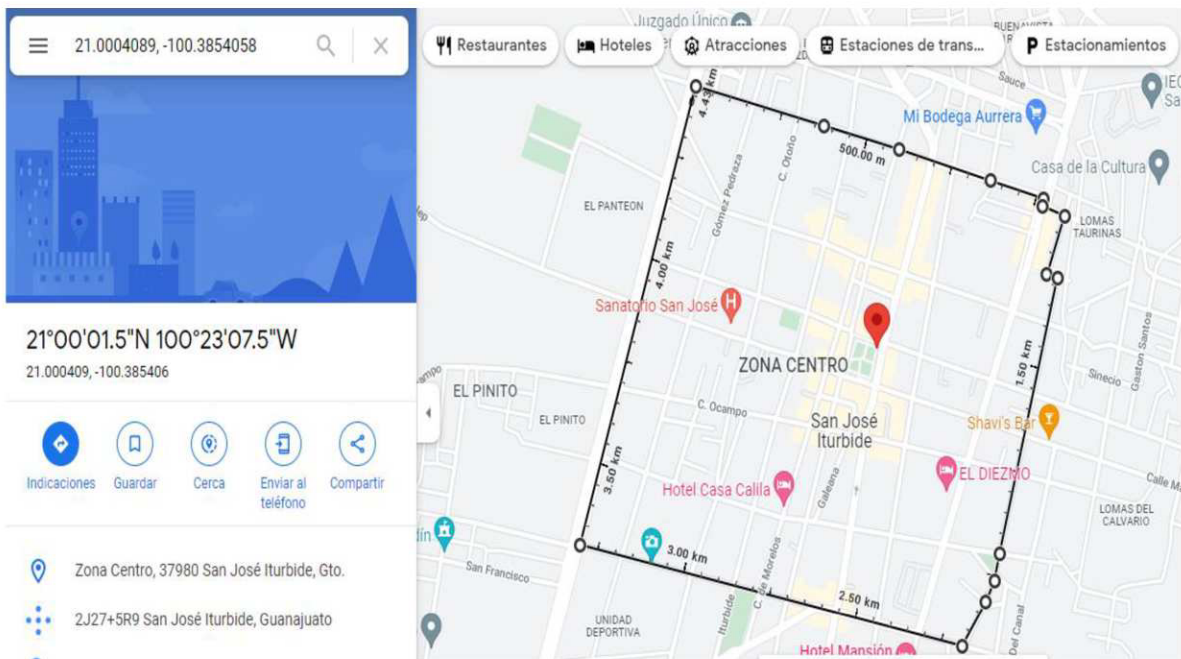 21.0004089, -100.3854058
21°00'01.5"N 100°23'07.5"W
21.000409, -100.385406
Indicaciones
Guardar
Cerca
Enviar al
teléfono
Compartir
Zona Centro, 37980 San José Iturbide, Gto.
2J27+5R9 San José Iturbide, Guanajuato
Juzgado Único
Restaurantes
Hoteles
Atracciones
Estaciones de trans...
P Estacionamientos
Sauce
Mi Bodega Aurrera
Casa de la Cultura
4.43 km
500.00 m
C. Otoño
Gómez Pedraza
EL PANTEON
LOMAS
TAURINAS
4.00 km
Sanatorio San José
H
ZONA CENTRO
1.50 km
Gaston Santos
Sinecio
EL PINITO
EL PINITO
C. Ocampo
San José
Iturbide
Shavi's Bar
3.50 km
Hotel Casa Calila
Galeana
EL DIEZMO
LOMAS DEL
CALVARIO
San Francisco
3.00 km
C. de Morelos
2.50 km
Iturbide
UNIDAD
DEPORTIVA
Del Canal
Hotel Mansión